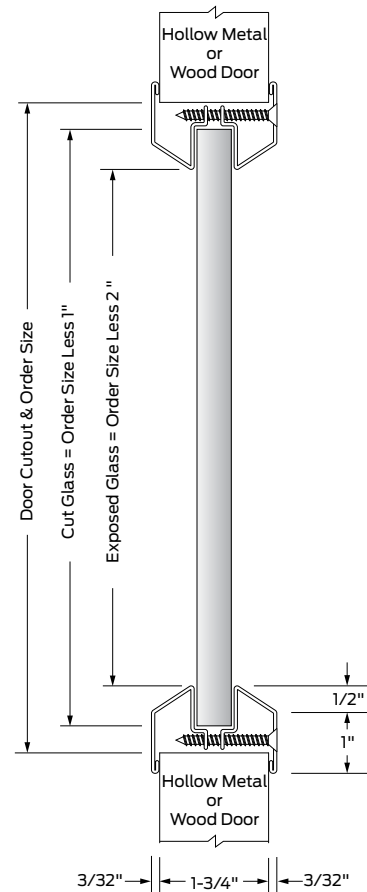 Hollow Metal
or
Wood Door
Door Cutout & Order Size
Cut Glass = Order Size Less 1"
Exposed Glass = Order Size Less 2"
1/2"
1"
Hollow Metal
or
Wood Door
3/32"
1-3/4"
3/32"